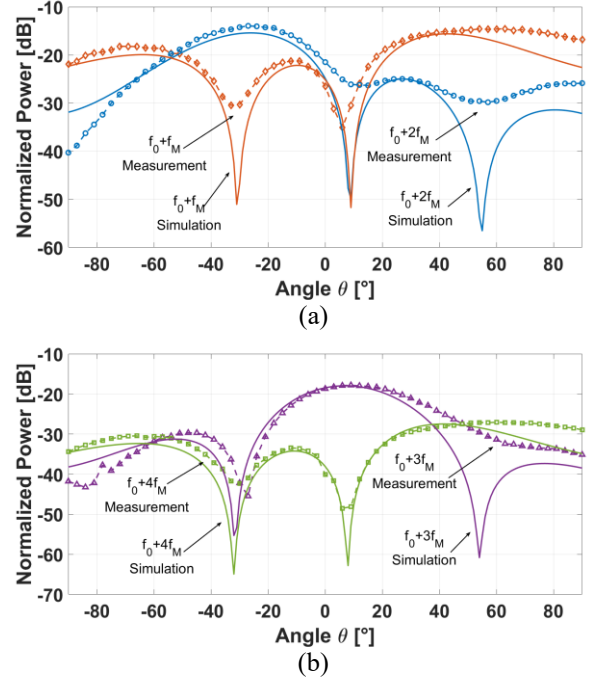 -10
-20
-30
-40
-50
-60
Normalized Power [dB]
f0+fM
Measurement
f0+fM
Simulation
f0+2fM
Measurement
f0+2fM
Simulation
-80 -60 -40 -20 0 20 40 60 80
Angle θ [°]
(a)
-10
-20
-30
-40
-50
-60
-70
Normalized Power [dB]
f0+4fM
Measurement
f0+4fM
Simulation
f0+3fM
Measurement
f0+3fM
Simulation
-80 -60 -40 -20 0 20 40 60 80
Angle θ [°]
(b)